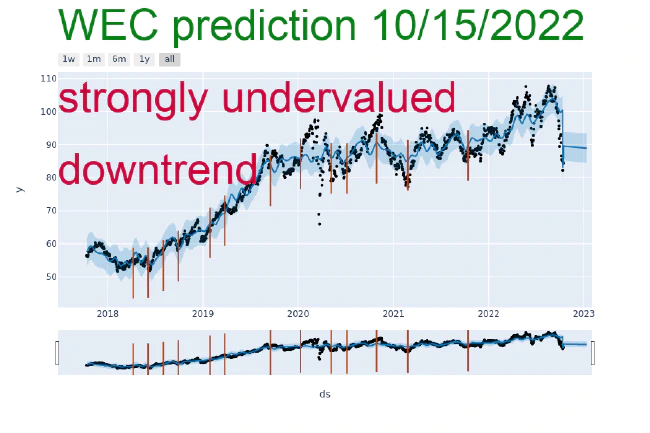 WEC prediction 10/15/2022
1w 1m 6m 1y all
110
strongly undervalued
100
90
downtrend
80
y
70
60
50
2018 2019 2020 2021 2022 2023
ds